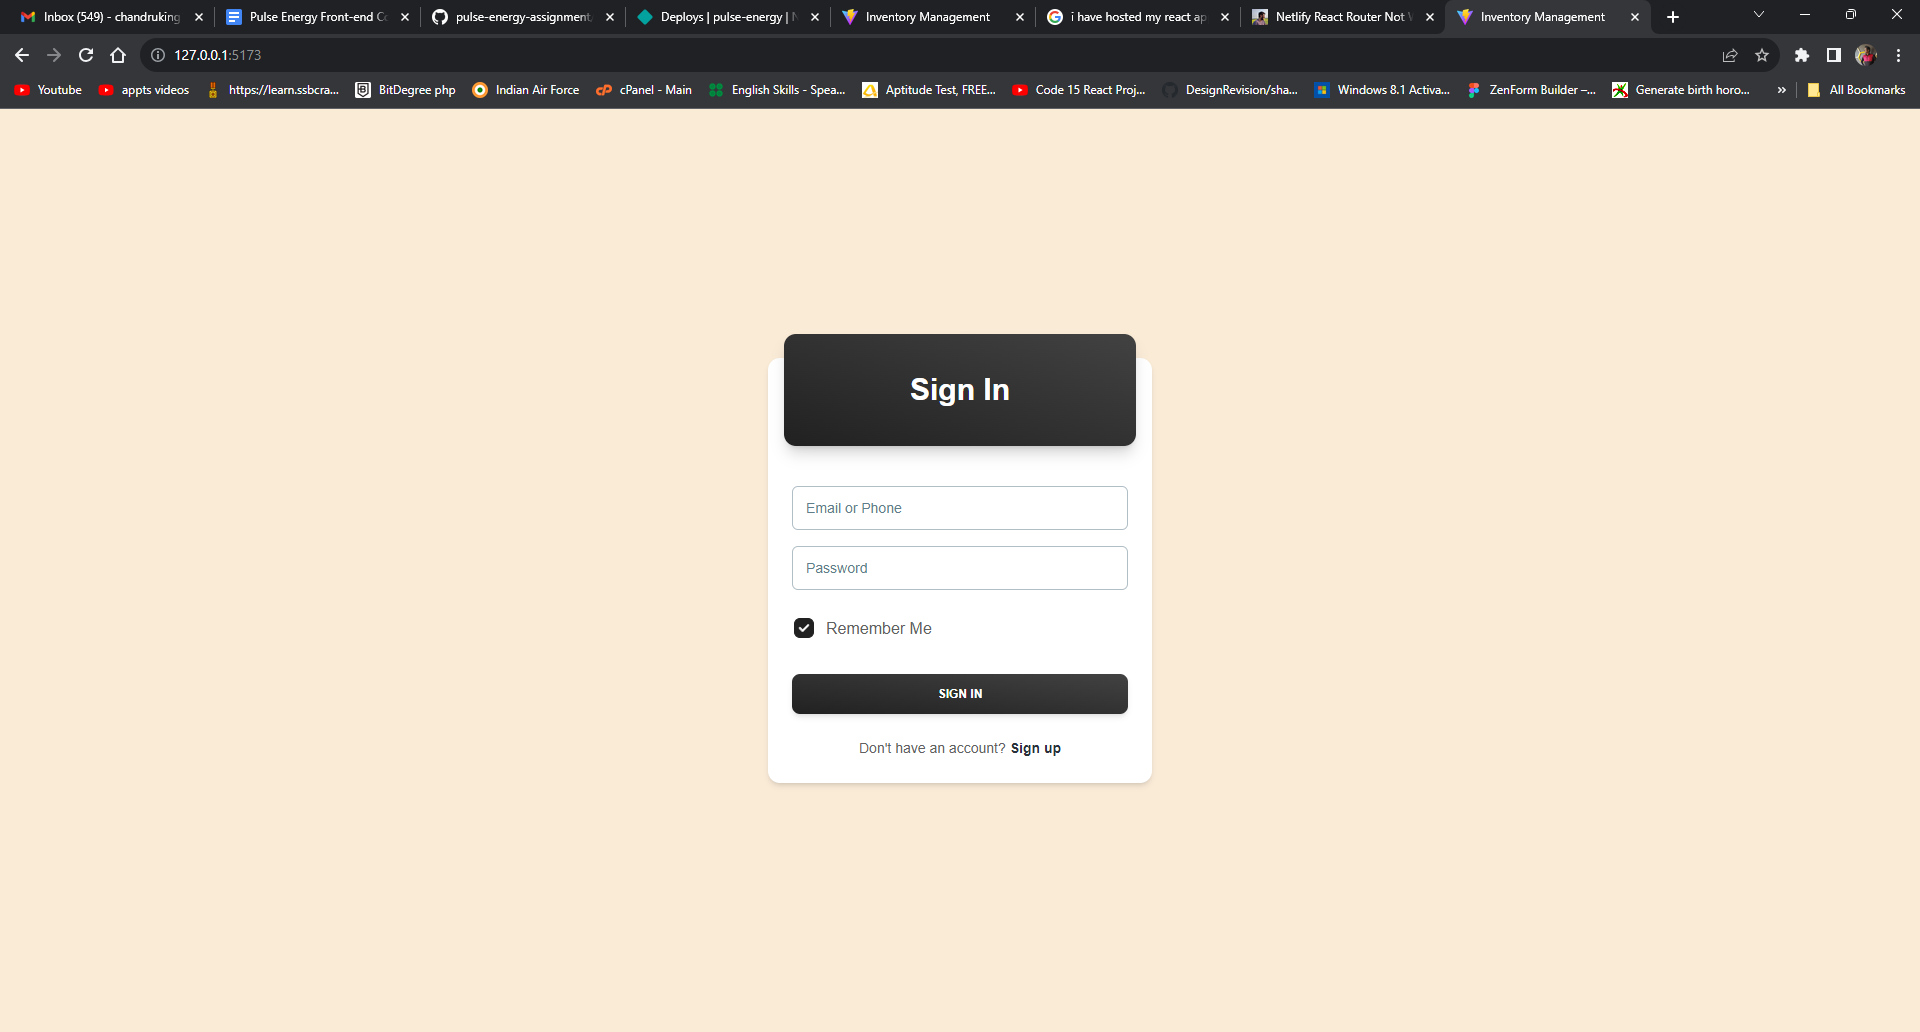 Inbox (549) - chandruking
Pulse Energy Front-end Co
pulse-energy-assignment
Deploys | pulse-energy |
Inventory Management
i have hosted my react ap
Netlify React Router Not
Inventory Management
127.0.0.1:5173
Youtube
appts videos
https://learn.ssbcra...
BitDegree php
Indian Air Force
cPanel - Main
English Skills - Spea...
Aptitude Test, FREE...
Code 15 React Proj...
DesignRevision/sha...
Windows 8.1 Activa...
ZenForm Builder –...
Generate birth horo...
All Bookmarks
Sign In
Email or Phone
Password
Remember Me
SIGN IN
Don't have an account? Sign up